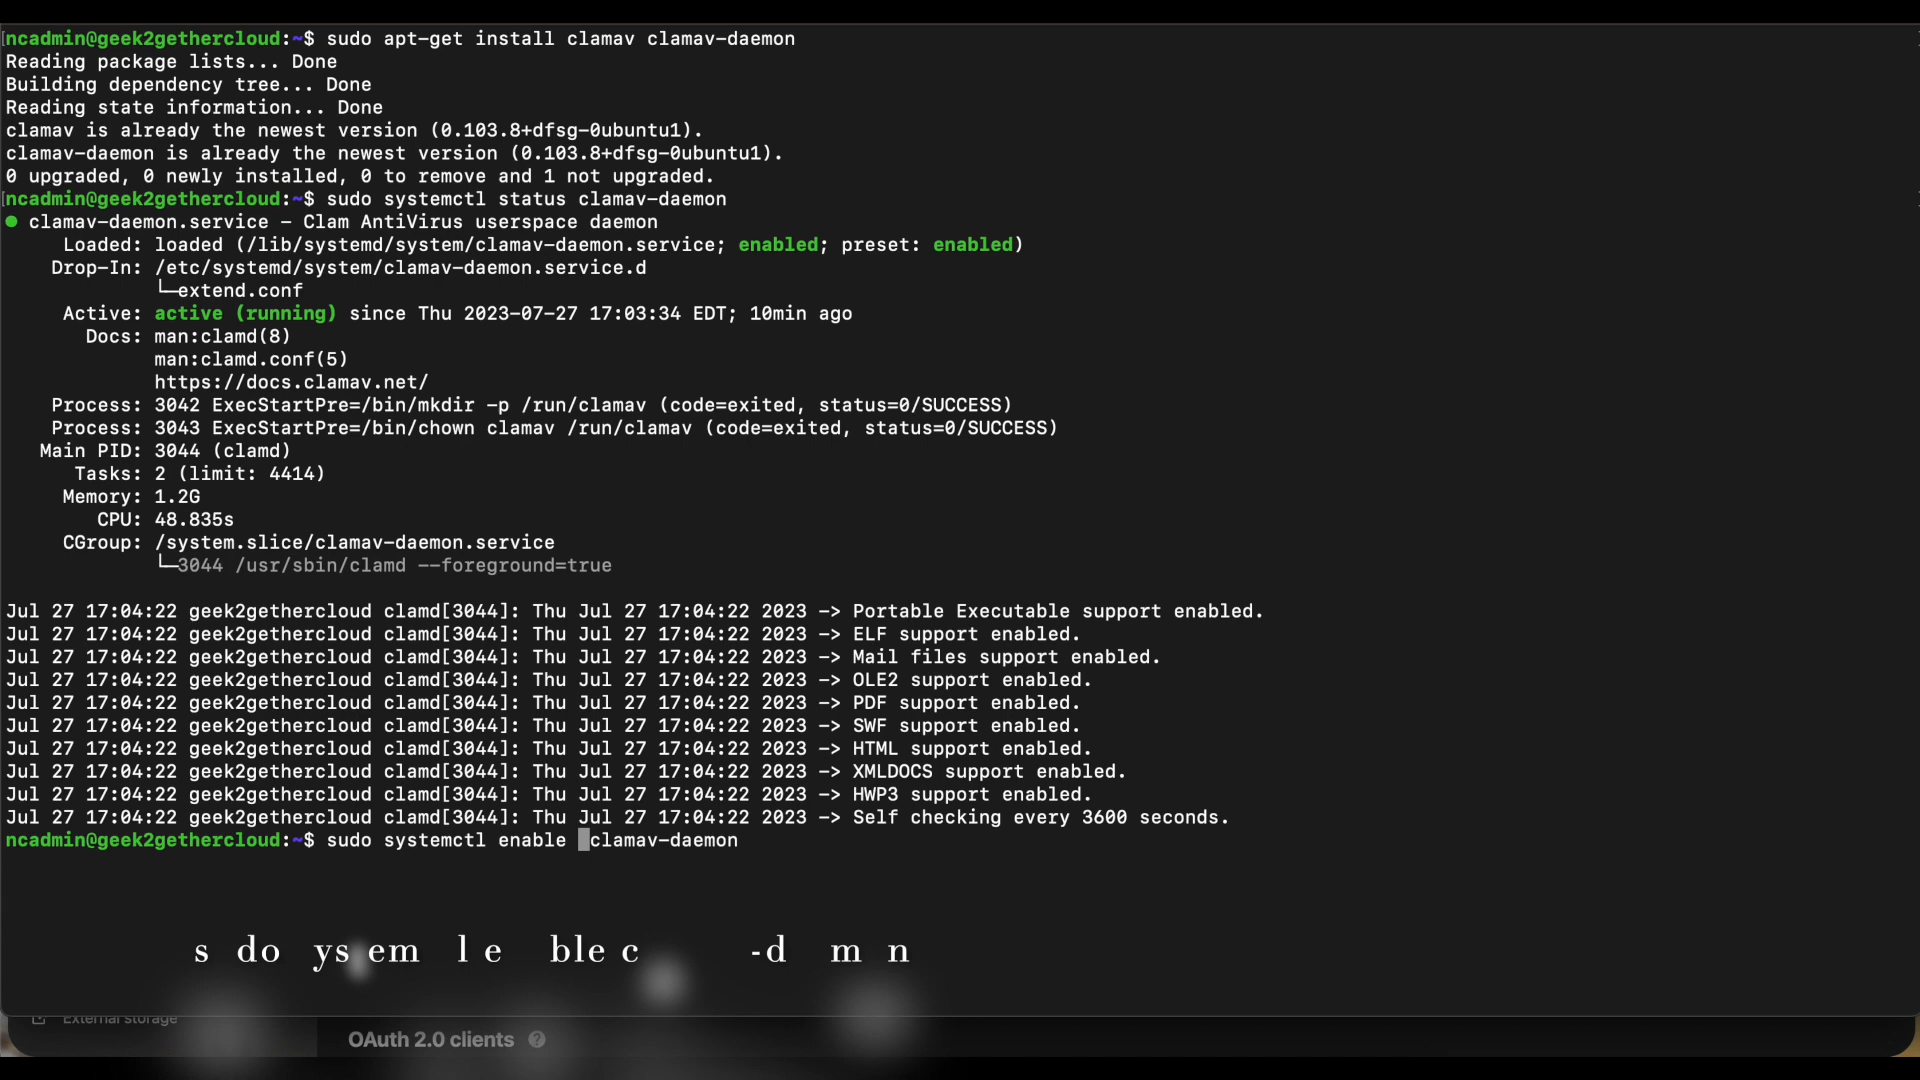 [ncadmin@geek2gethercloud:~$ sudo apt-get install clamav clamav-daemon
Reading package lists... Done
Building dependency tree... Done
Reading state information... Done
clamav is already the newest version (0.103.8+dfsg-0ubuntu1).
clamav-daemon is already the newest version (0.103.8+dfsg-0ubuntu1).
0 upgraded, 0 newly installed, 0 to remove and 1 not upgraded.
[ncadmin@geek2gethercloud:~$ sudo systemctl status clamav-daemon
● clamav-daemon.service - Clam AntiVirus userspace daemon
Loaded: loaded (/lib/systemd/system/clamav-daemon.service; enabled; preset: enabled)
Drop-In: /etc/systemd/system/clamav-daemon.service.d
└─extend.conf
Active: active (running) since Thu 2023-07-27 17:03:34 EDT; 10min ago
Docs: man:clamd(8)
man:clamd.conf(5)
https://docs.clamav.net/
Process: 3042 ExecStartPre=/bin/mkdir -p /run/clamav (code=exited, status=0/SUCCESS)
Process: 3043 ExecStartPre=/bin/chown clamav /run/clamav (code=exited, status=0/SUCCESS)
Main PID: 3044 (clamd)
Tasks: 2 (limit: 4414)
Memory: 1.2G
CPU: 48.835s
CGroup: /system.slice/clamav-daemon.service
└─3044 /usr/sbin/clamd --foreground=true
Jul 27 17:04:22 geek2gethercloud clamd[3044]: Thu Jul 27 17:04:22 2023 -> Portable Executable support enabled.
Jul 27 17:04:22 geek2gethercloud clamd[3044]: Thu Jul 27 17:04:22 2023 -> ELF support enabled.
Jul 27 17:04:22 geek2gethercloud clamd[3044]: Thu Jul 27 17:04:22 2023 -> Mail files support enabled.
Jul 27 17:04:22 geek2gethercloud clamd[3044]: Thu Jul 27 17:04:22 2023 -> OLE2 support enabled.
Jul 27 17:04:22 geek2gethercloud clamd[3044]: Thu Jul 27 17:04:22 2023 -> PDF support enabled.
Jul 27 17:04:22 geek2gethercloud clamd[3044]: Thu Jul 27 17:04:22 2023 -> SWF support enabled.
Jul 27 17:04:22 geek2gethercloud clamd[3044]: Thu Jul 27 17:04:22 2023 -> HTML support enabled.
Jul 27 17:04:22 geek2gethercloud clamd[3044]: Thu Jul 27 17:04:22 2023 -> XMLDOCS support enabled.
Jul 27 17:04:22 geek2gethercloud clamd[3044]: Thu Jul 27 17:04:22 2023 -> HWP3 support enabled.
Jul 27 17:04:22 geek2gethercloud clamd[3044]: Thu Jul 27 17:04:22 2023 -> Self checking every 3600 seconds.
ncadmin@geek2gethercloud:~$ sudo systemctl enable clamav-daemon
s do ys em l e ble c -d m n
External storage
OAuth 2.0 clients